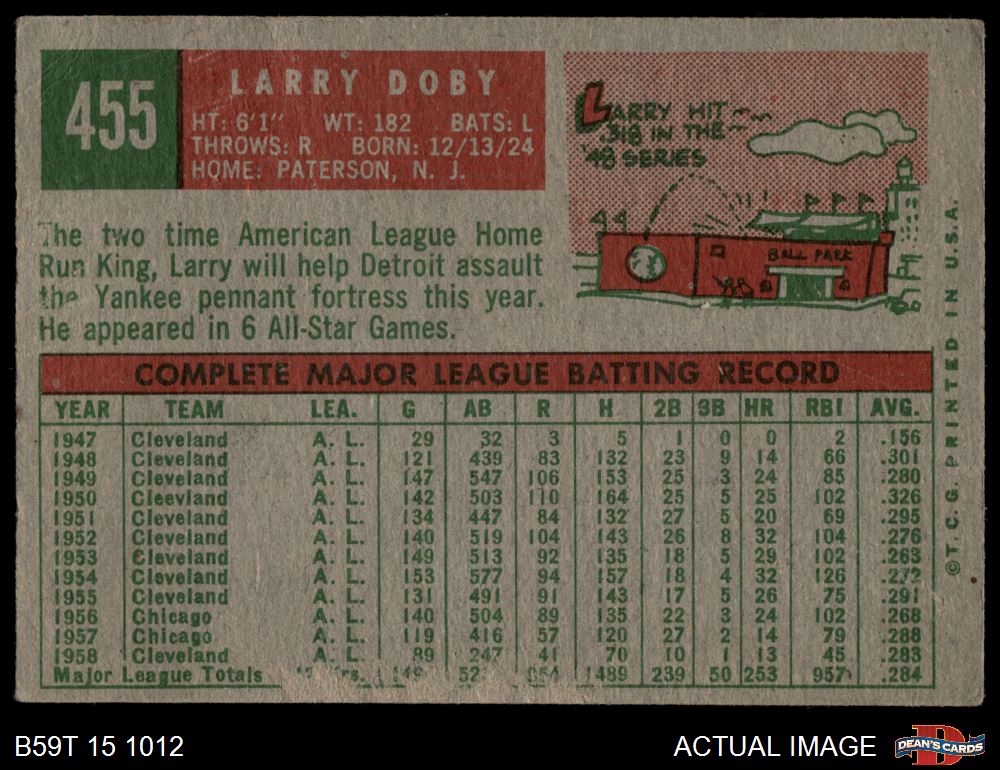 455
LARRY DOBY
HT: 6'1" WT: 182 BATS: L
THROWS: R BORN: 12/13/24
HOME: PATERSON, N. J.
LARRY HIT
.318 IN THE
'48 SERIES
BALL PARK
The two time American League Home
Run King, Larry will help Detroit assault
the Yankee pennant fortress this year.
He appeared in 6 All-Star Games.
COMPLETE MAJOR LEAGUE BATTING RECORD
YEAR TEAM LEA. G AB R H 2B 3B HR RBI AVG.
1947 Cleveland A. L. 29 32 3 5 1 0 0 2 .156
1948 Cleveland A. L. 121 439 83 132 23 9 14 66 .301
1949 Cleveland A. L. 147 547 106 153 25 3 24 85 .280
1950 Cleevland A. L. 142 503 110 164 25 5 25 102 .326
1951 Cleveland A. L. 134 447 84 132 27 5 20 69 .295
1952 Cleveland A. L. 140 519 104 143 26 8 32 104 .276
1953 Cleveland A. L. 149 513 92 135 18 5 29 102 .263
1954 Cleveland A. L. 153 577 94 157 18 4 32 126 .272
1955 Cleveland A. L. 131 491 91 143 17 5 26 75 .291
1956 Chicago A. L. 140 504 89 135 22 3 24 102 .268
1957 Chicago A. L. 119 416 57 120 27 2 14 79 .288
1958 Cleveland A. L. 89 247 41 70 10 1 13 45 .283
Major League Totals 1489 239 50 253 957 .284
©T.C.G. PRINTED IN U.S.A.
B59T 15 1012
ACTUAL IMAGE
DEAN'S CARDS